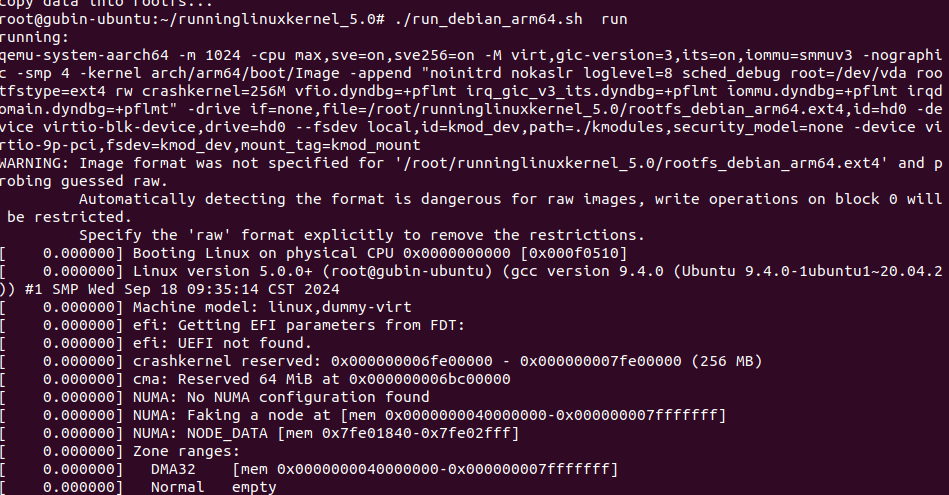 copy data into rootfs...
root@gubin-ubuntu:~/runninglinuxkernel_5.0# ./run_debian_arm64.sh  run
running:
qemu-system-aarch64 -m 1024 -cpu max,sve=on,sve256=on -M virt,gic-version=3,its=on,iommu=smmuv3 -nographi
c -smp 4 -kernel arch/arm64/boot/Image -append "noinitrd nokaslr loglevel=8 sched_debug root=/dev/vda roo
tfstype=ext4 rw crashkernel=256M vfio.dyndbg=+pflmt irq_gic_v3_its.dyndbg=+pflmt iommu.dyndbg=+pflmt irqd
omain.dyndbg=+pflmt" -drive if=none,file=/root/runninglinuxkernel_5.0/rootfs_debian_arm64.ext4,id=hd0 -de
vice virtio-blk-device,drive=hd0 --fsdev local,id=kmod_dev,path=./kmodules,security_model=none -device vi
rtio-9p-pci,fsdev=kmod_dev,mount_tag=kmod_mount
WARNING: Image format was not specified for '/root/runninglinuxkernel_5.0/rootfs_debian_arm64.ext4' and p
robing guessed raw.
         Automatically detecting the format is dangerous for raw images, write operations on block 0 will
 be restricted.
         Specify the 'raw' format explicitly to remove the restrictions.
[    0.000000] Booting Linux on physical CPU 0x0000000000 [0x000f0510]
[    0.000000] Linux version 5.0.0+ (root@gubin-ubuntu) (gcc version 9.4.0 (Ubuntu 9.4.0-1ubuntu1~20.04.2
)) #1 SMP Wed Sep 18 09:35:14 CST 2024
[    0.000000] Machine model: linux,dummy-virt
[    0.000000] efi: Getting EFI parameters from FDT:
[    0.000000] efi: UEFI not found.
[    0.000000] crashkernel reserved: 0x000000006fe00000 - 0x000000007fe00000 (256 MB)
[    0.000000] cma: Reserved 64 MiB at 0x000000006bc00000
[    0.000000] NUMA: No NUMA configuration found
[    0.000000] NUMA: Faking a node at [mem 0x0000000040000000-0x000000007fffffff]
[    0.000000] NUMA: NODE_DATA [mem 0x7fe01840-0x7fe02fff]
[    0.000000] Zone ranges:
[    0.000000]   DMA32    [mem 0x0000000040000000-0x000000007fffffff]
[    0.000000]   Normal   empty